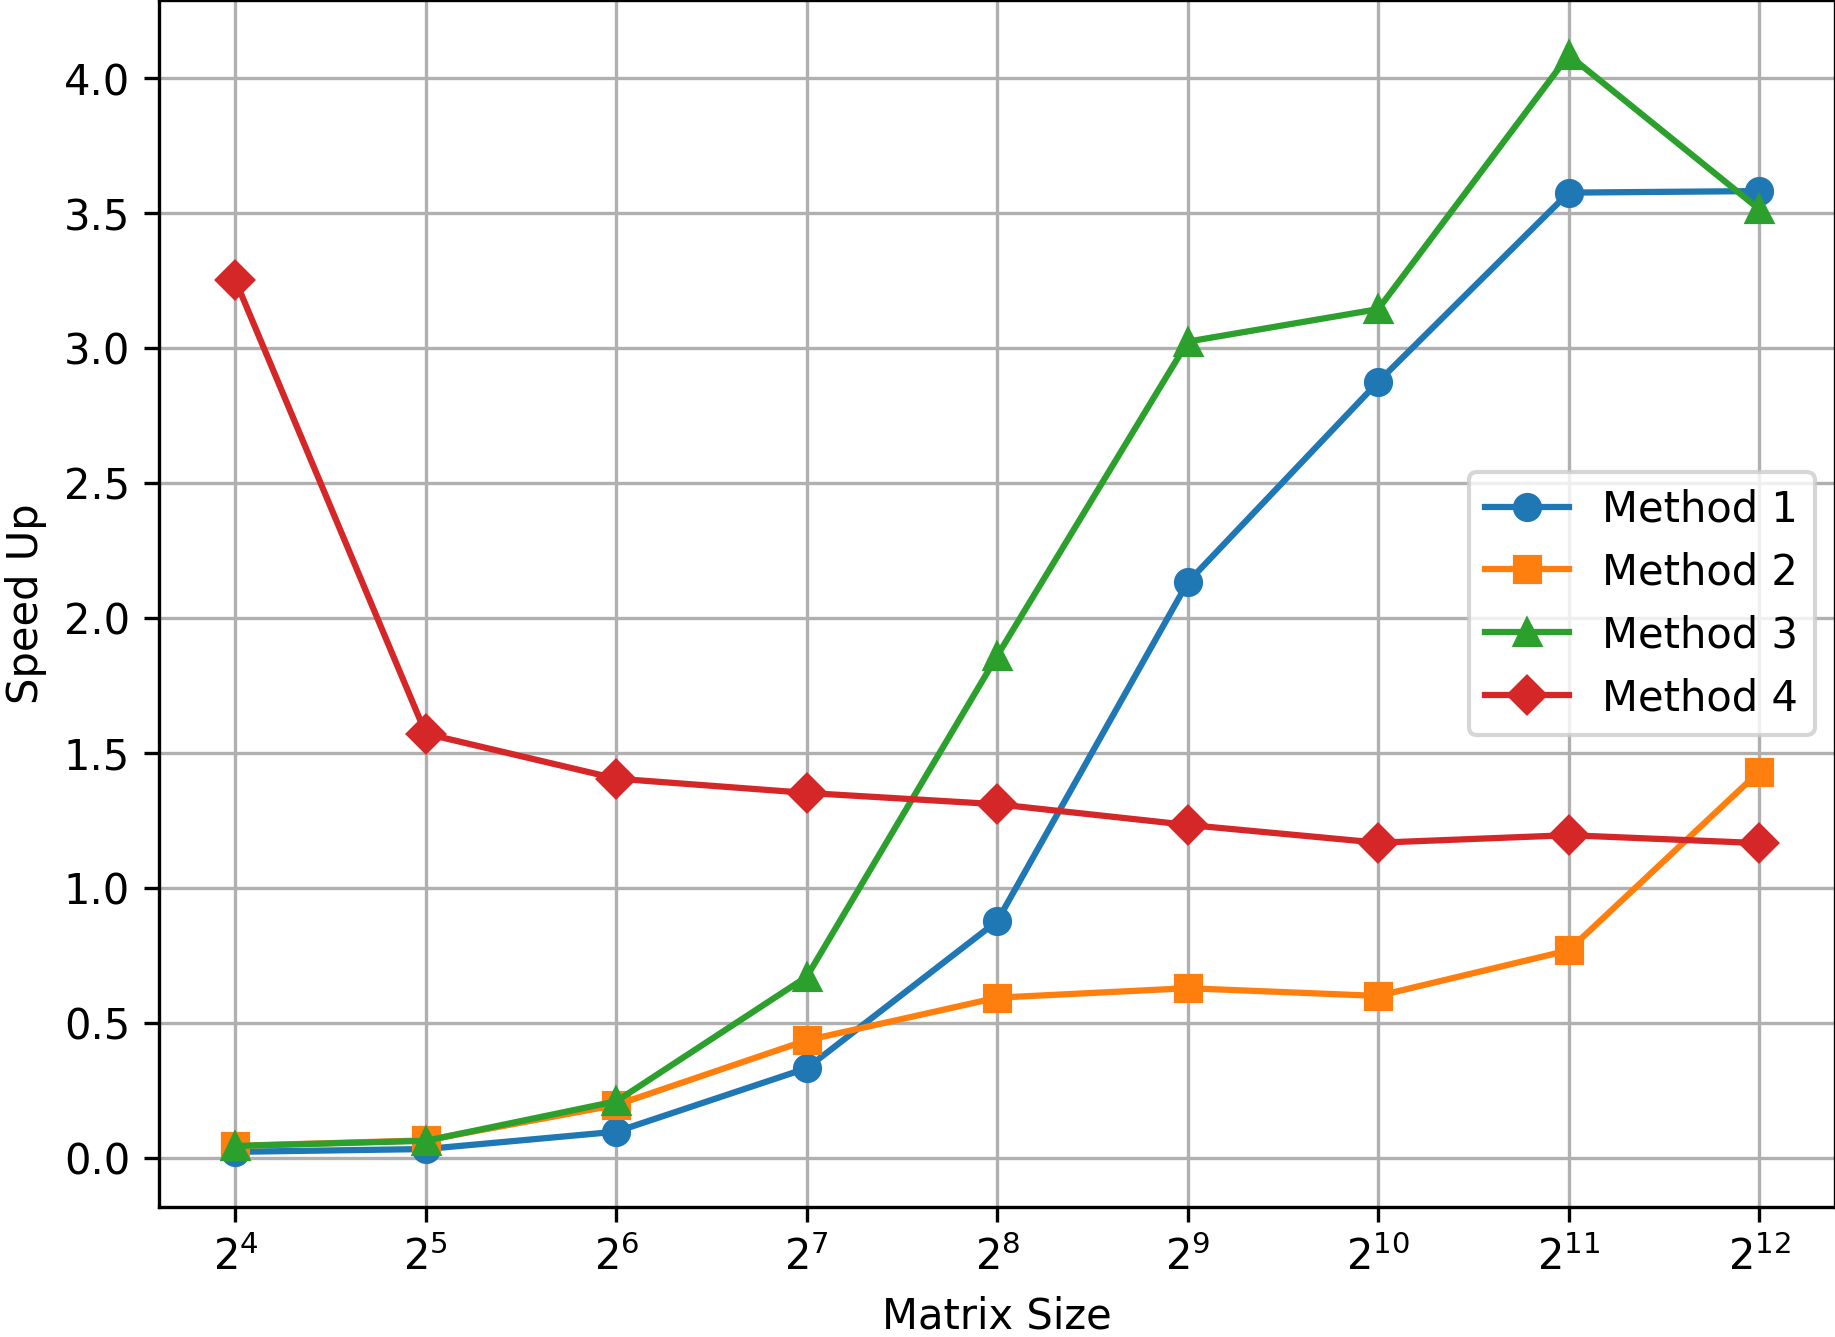 4.0
3.5
3.0
2.5
2.0
1.5
1.0
0.5
0.0
Speed Up
Method 1
Method 2
Method 3
Method 4
2⁴ 2⁵ 2⁶ 2⁷ 2⁸ 2⁹ 2¹⁰ 2¹¹ 2¹²
Matrix Size